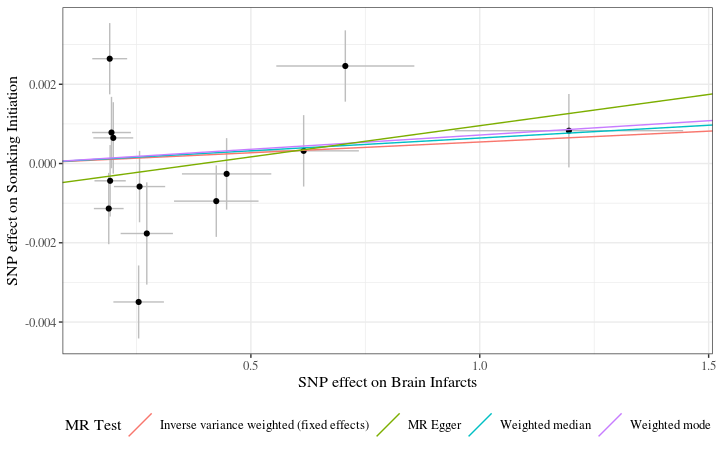 SNP effect on Somking Initiation
0.002
0.000
-0.002
-0.004
0.5
1.0
1.5
SNP effect on Brain Infarcts
MR Test
Inverse variance weighted (fixed effects)
MR Egger
Weighted median
Weighted mode